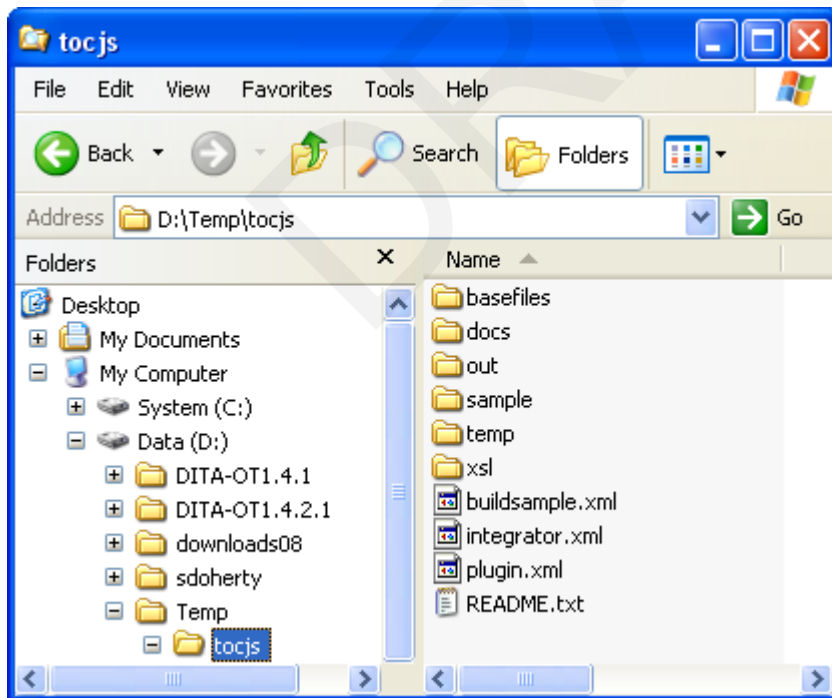 tocjs
File Edit View Favorites Tools Help
Back Search Folders
Address D:\Temp\tocjs Go
Folders
Name
Desktop
My Documents
My Computer
System (C:)
Data (D:)
DITA-OT1.4.1
DITA-OT1.4.2.1
downloads08
sdoherty
Temp
tocjs
basefiles
docs
out
sample
temp
xsl
buildsample.xml
integrator.xml
plugin.xml
README.txt